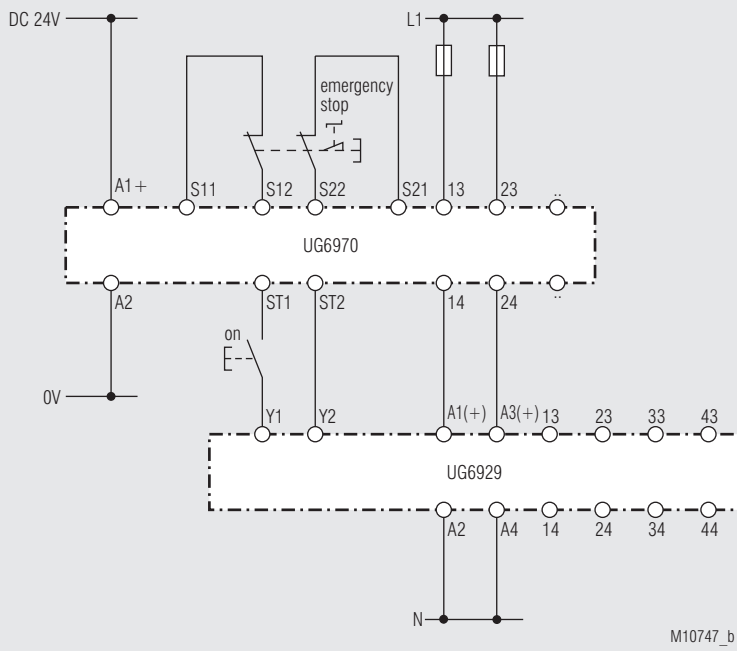 DC 24V
L1
emergency
stop
A1+ S11 S12 S22 S21 13 23 ..
UG6970
A2 ST1 ST2 14 24 ..
on
0V
Y1 Y2 A1(+) A3(+) 13 23 33 43
UG6929
A2 A4 14 24 34 44
N
M10747_b